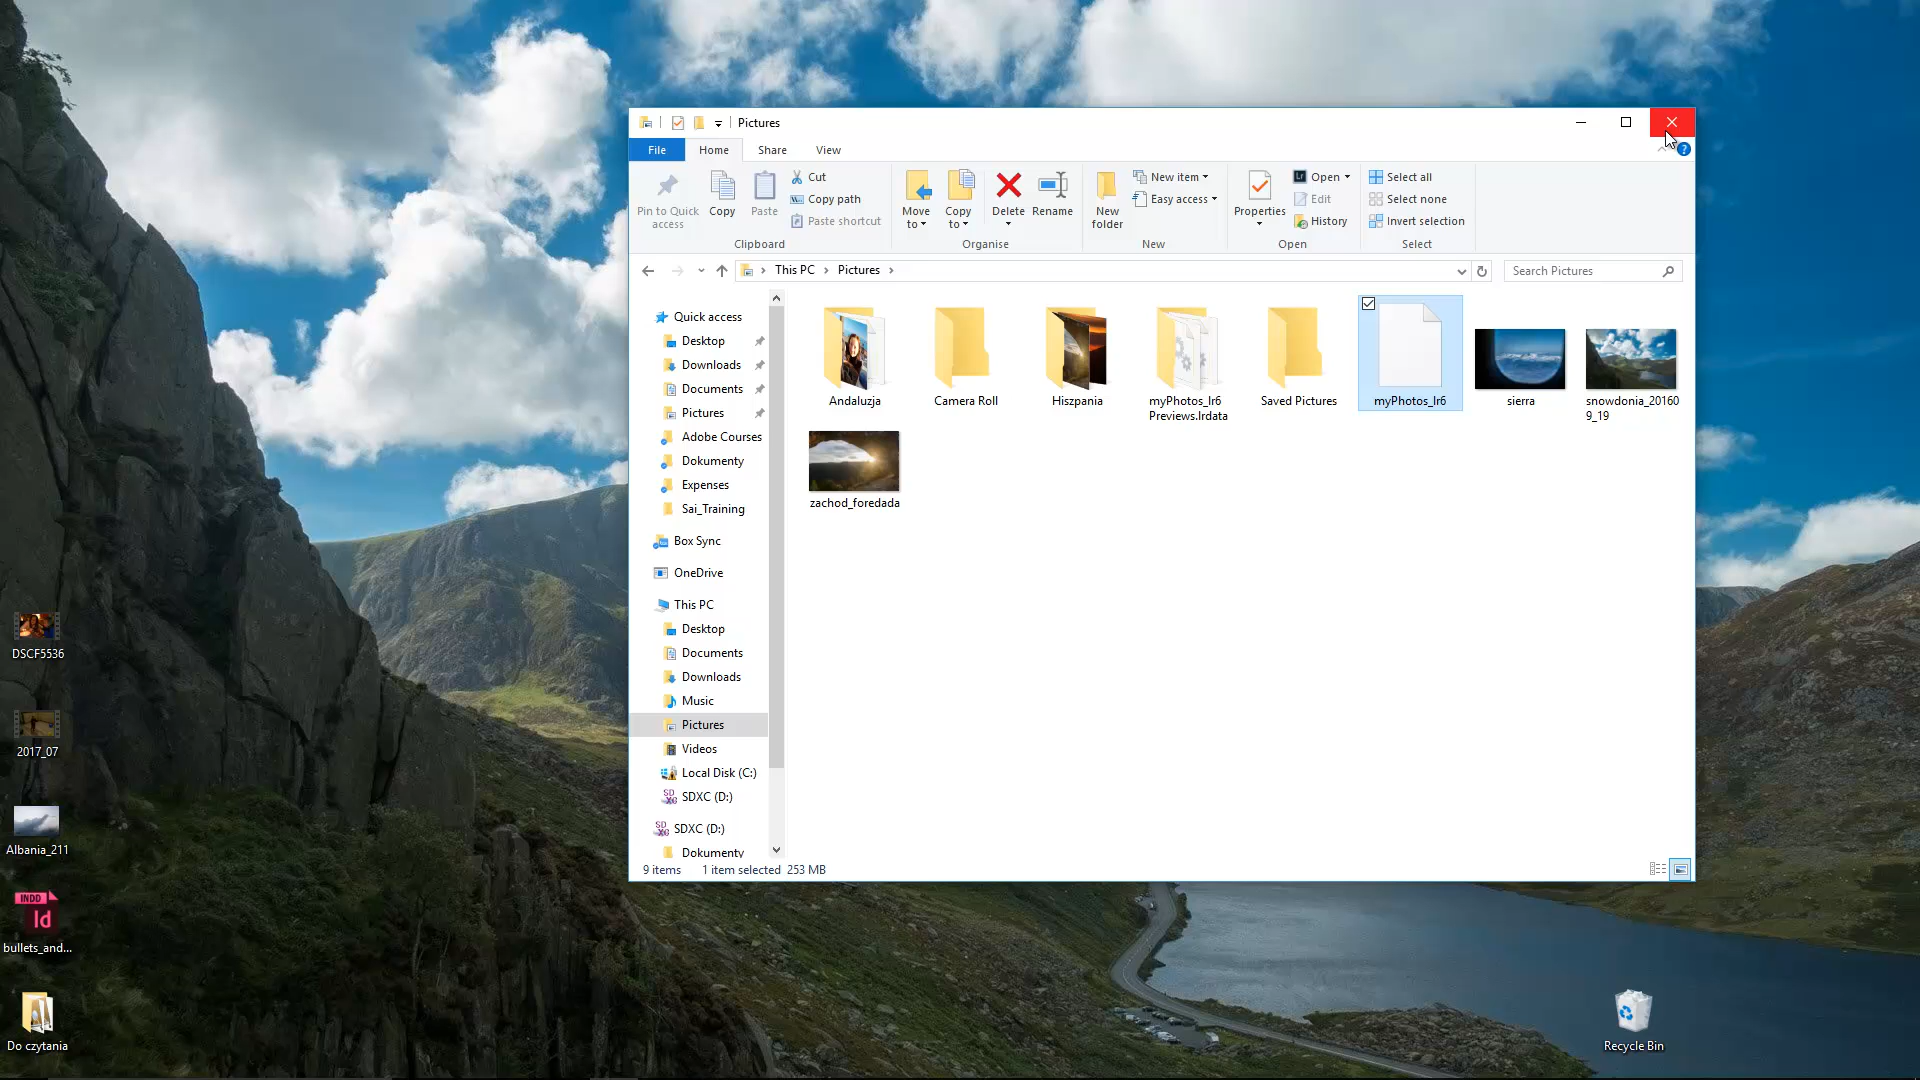 Pictures
File
Home
Share
View
Pin to Quick access
Copy
Paste
Cut
Copy path
Paste shortcut
Clipboard
Move to
Copy to
Delete
Rename
Organise
New folder
New item
Easy access
New
Properties
Open
Edit
History
Open
Select all
Select none
Invert selection
Select
This PC
Pictures
Search Pictures
Quick access
Desktop
Downloads
Documents
Pictures
Adobe Courses
Dokumenty
Expenses
Sai_Training
Box Sync
OneDrive
This PC
Desktop
Documents
Downloads
Music
Pictures
Videos
Local Disk (C:)
SDXC (D:)
SDXC (D:)
Dokumenty
Andaluzja
Camera Roll
Hiszpania
myPhotos_lr6
Previews.lrdata
Saved Pictures
myPhotos_lr6
sierra
snowdonia_20160
9_19
zachod_foredada
9 items
1 item selected 253 MB
DSCF5536
2017_07
Albania_211
INDD
Id
bullets_and...
Do czytania
Recycle Bin